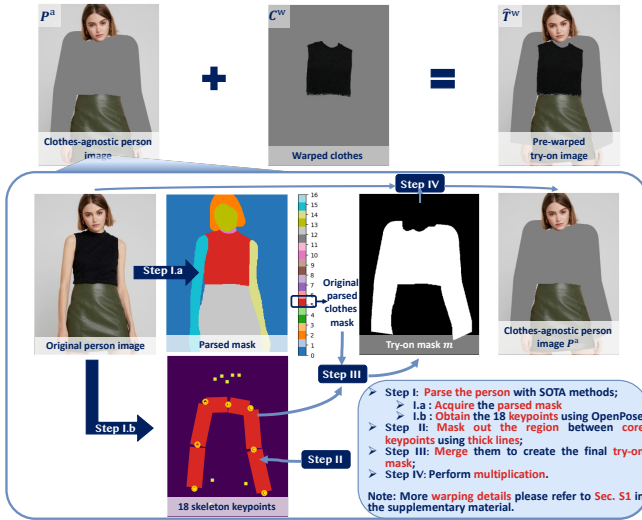 Pᵃ
Cʷ
T̂ʷ
Clothes-agnostic person
image
Warped clothes
Pre-warped
try-on image
Step IV
Step I.a
16
15
14
13
12
11
10
9
8
7
6
5
4
3
2
1
0
Original
parsed
clothes
mask
Original person image
Parsed mask
Try-on mask m
Clothes-agnostic person
image Pᵃ
Step III
Step I.b
Step II
18 skeleton keypoints
➤ Step I: Parse the person with SOTA methods;
➤ I.a : Acquire the parsed mask
➤ I.b : Obtain the 18 keypoints using OpenPose
➤ Step II: Mask out the region between core
keypoints using thick lines;
➤ Step III: Merge them to create the final try-on
mask;
➤ Step IV: Perform multiplication.
Note: More warping details please refer to Sec. S1 in
the supplementary material.